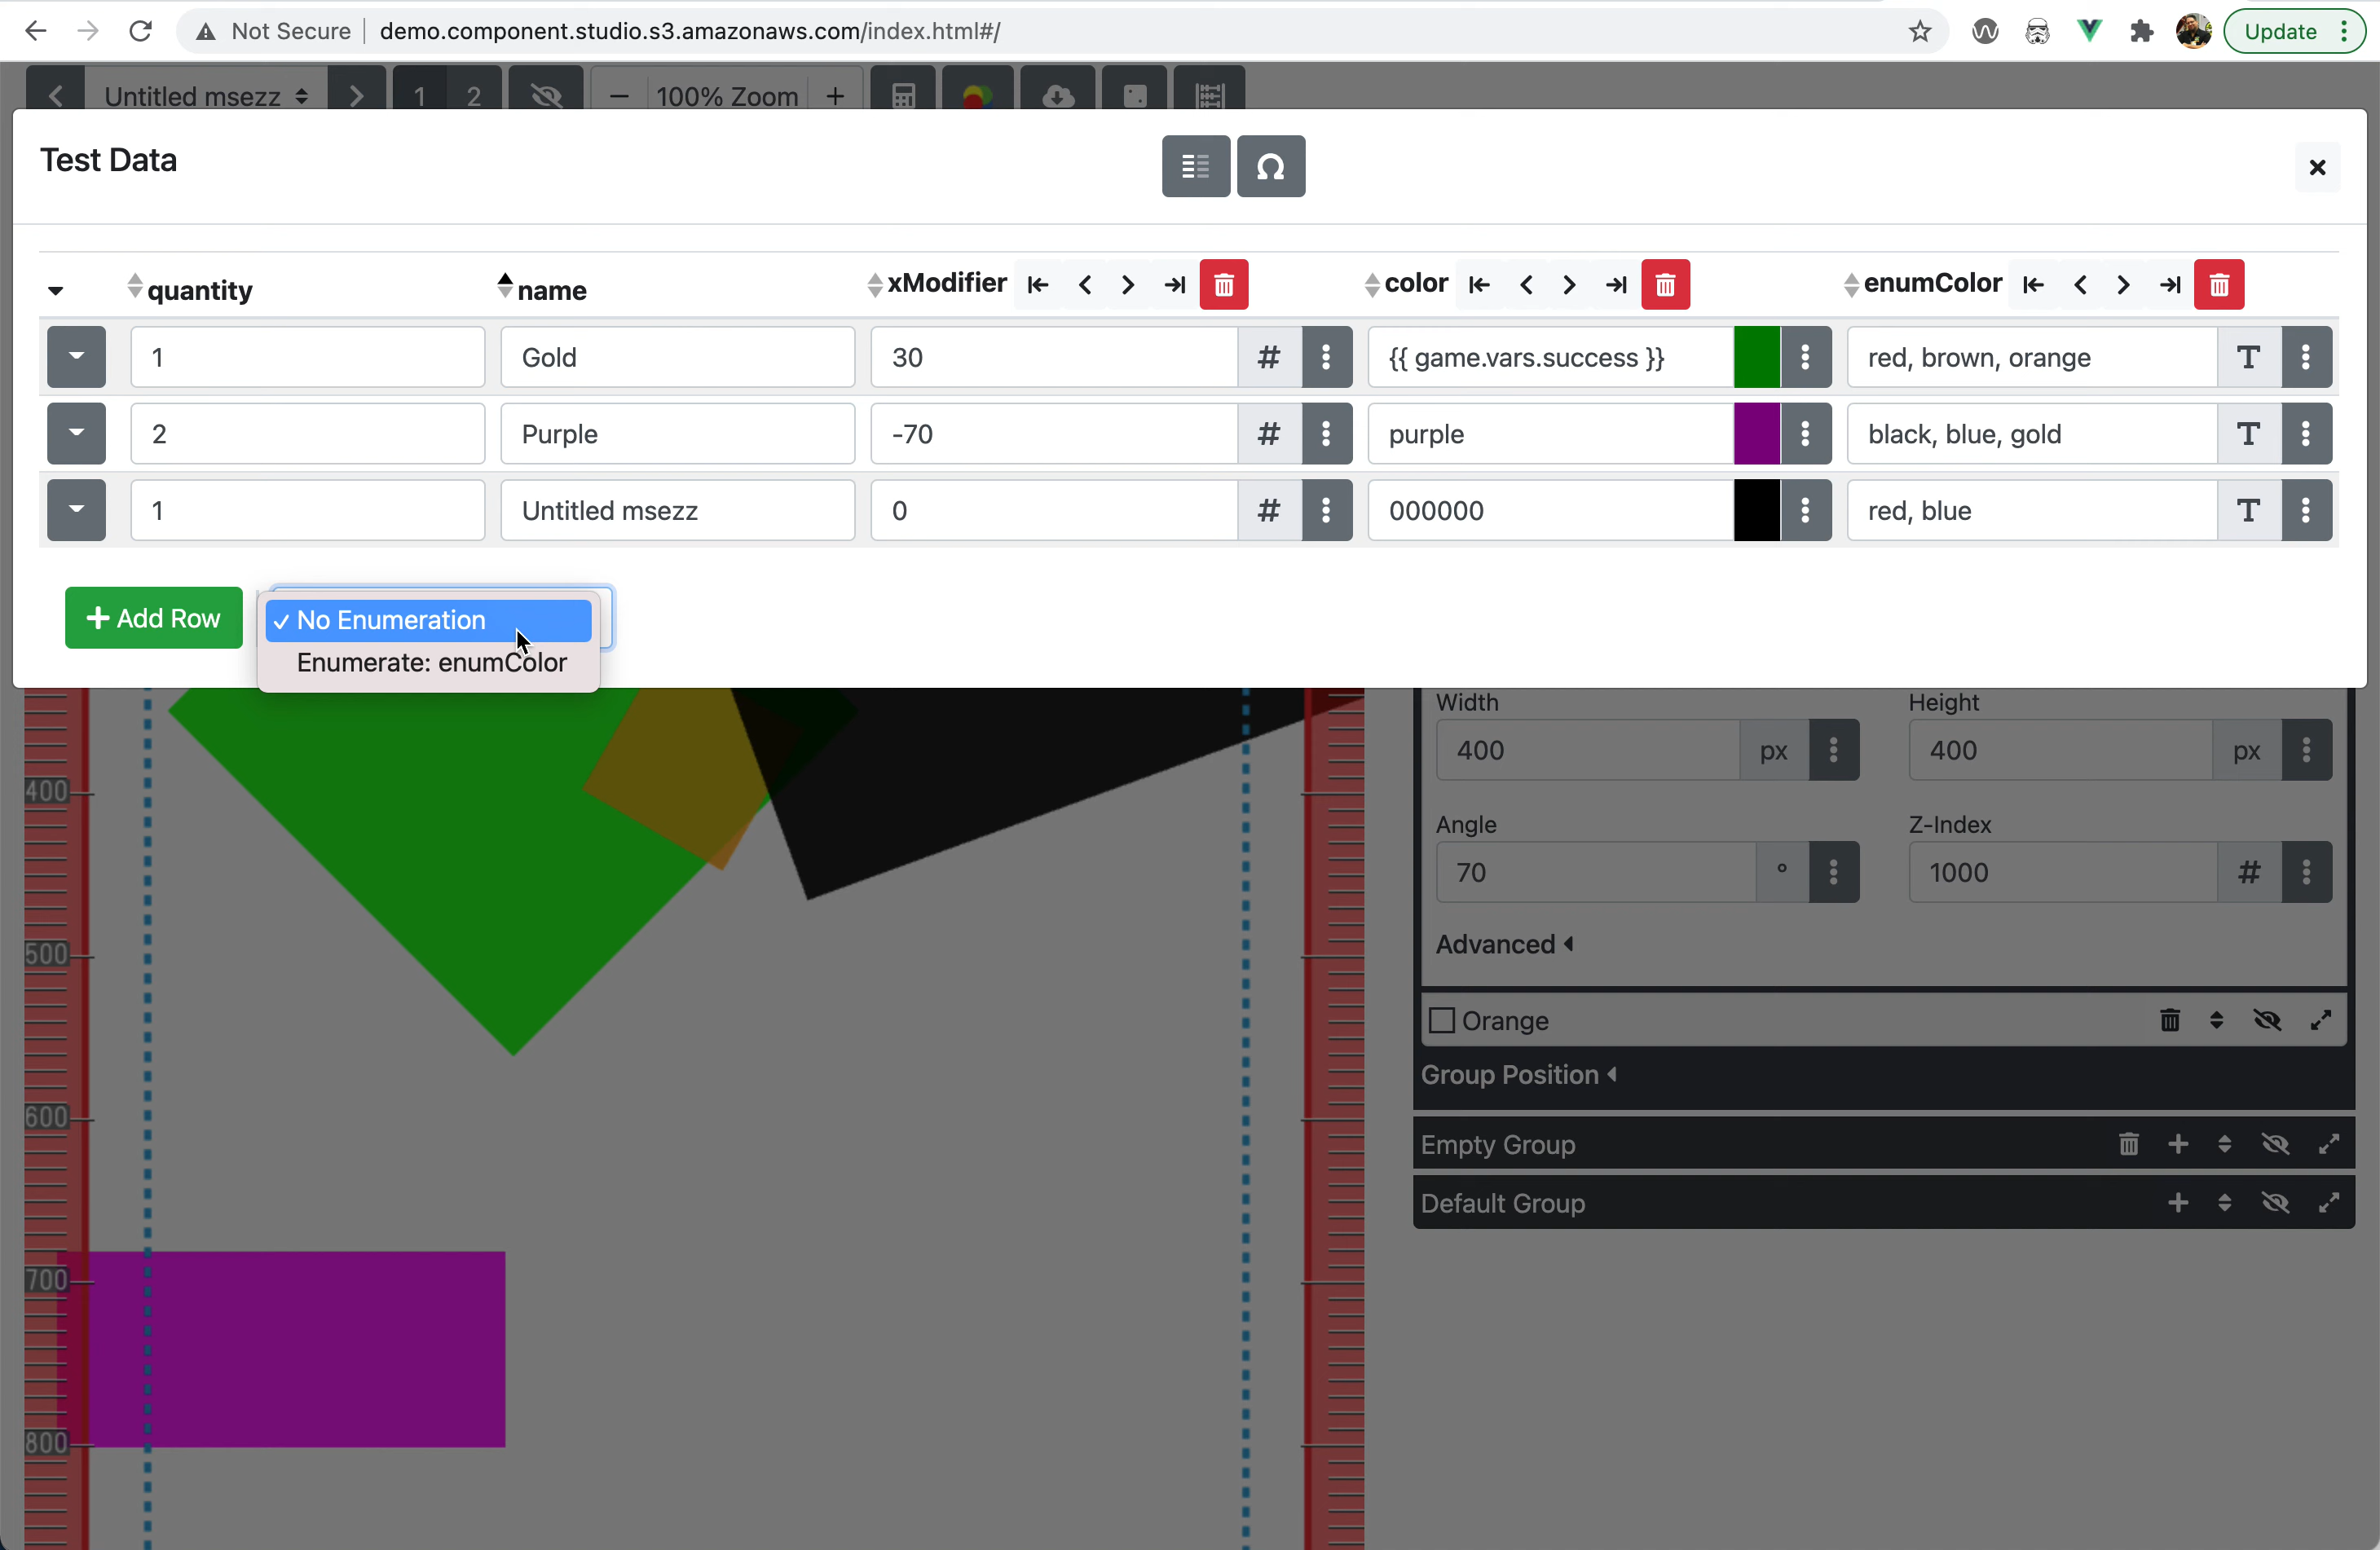 Not Secure demo.component.studio.s3.amazonaws.com/index.html#/ Update
Untitled msezz 1 2 100% Zoom
Test Data
quantity name xModifier color enumColor
1 Gold 30 # {{ game.vars.success }} red, brown, orange T
2 Purple -70 # purple black, blue, gold T
1 Untitled msezz 0 # 000000 red, blue T
+ Add Row
✓ No Enumeration
Enumerate: enumColor
Width Height
400 px 400 px
Angle Z-Index
70 ° 1000 #
Advanced
Orange
Group Position
Empty Group
Default Group
400
500
600
700
800